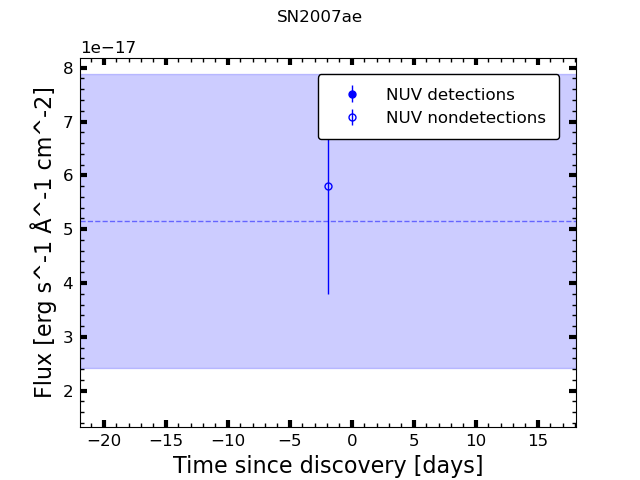 SN2007ae
1e−17
8
7
6
5
4
3
2
Flux [erg s^-1 Å^-1 cm^-2]
NUV detections
NUV nondetections
−20 −15 −10 −5 0 5 10 15
Time since discovery [days]